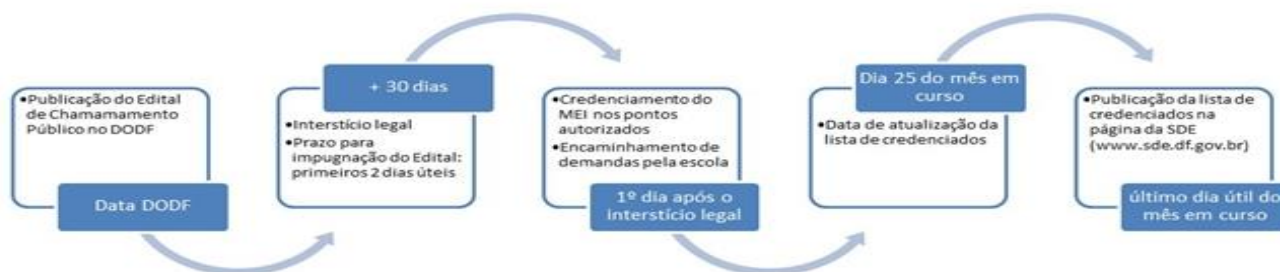 •Publicação do Edital
de Chamamamento
Público no DODF
Data DODF
+ 30 dias
•Interstício legal
•Prazo para
impugnação do Edital:
primeiros 2 dias úteis
•Credenciamento do
MEI nos pontos
autorizados
•Encaminhamento de
demandas pela escola
1º dia após o
interstício legal
Dia 25 do mês em
curso
•Data de atualização da
lista de credenciados
•Publicação da lista de
credenciados na
página da SDE
(www.sde.df.gov.br)
último dia útil do
mês em curso